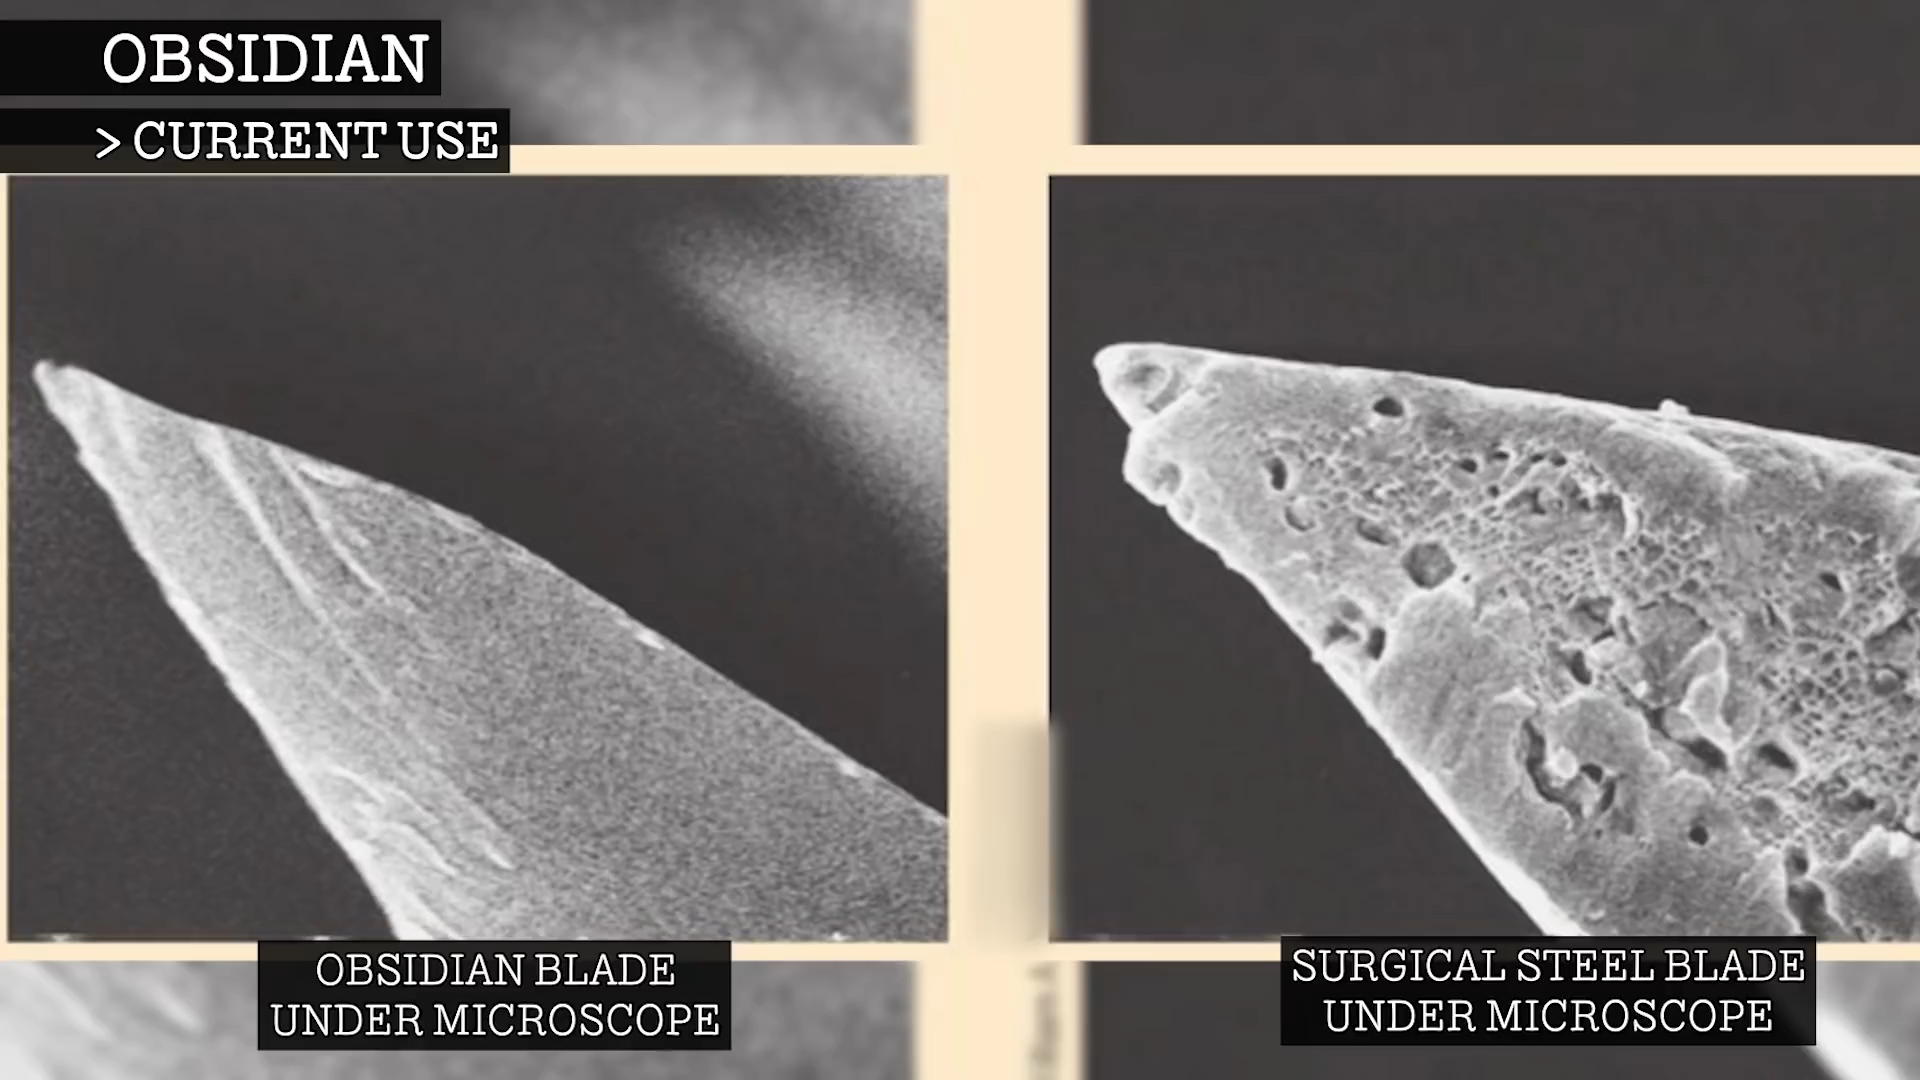 OBSIDIAN
> CURRENT USE
OBSIDIAN BLADE
UNDER MICROSCOPE
SURGICAL STEEL BLADE
UNDER MICROSCOPE